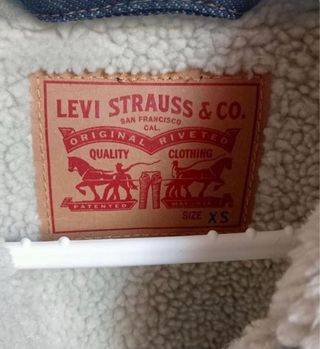 LEVI STRAUSS & CO.
SAN FRANCISCO
CAL.
ORIGINAL RIVETED
QUALITY CLOTHING
PATENTED
SIZE XS